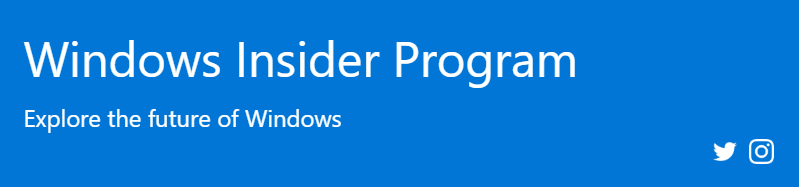 Windows Insider Program
Explore the future of Windows